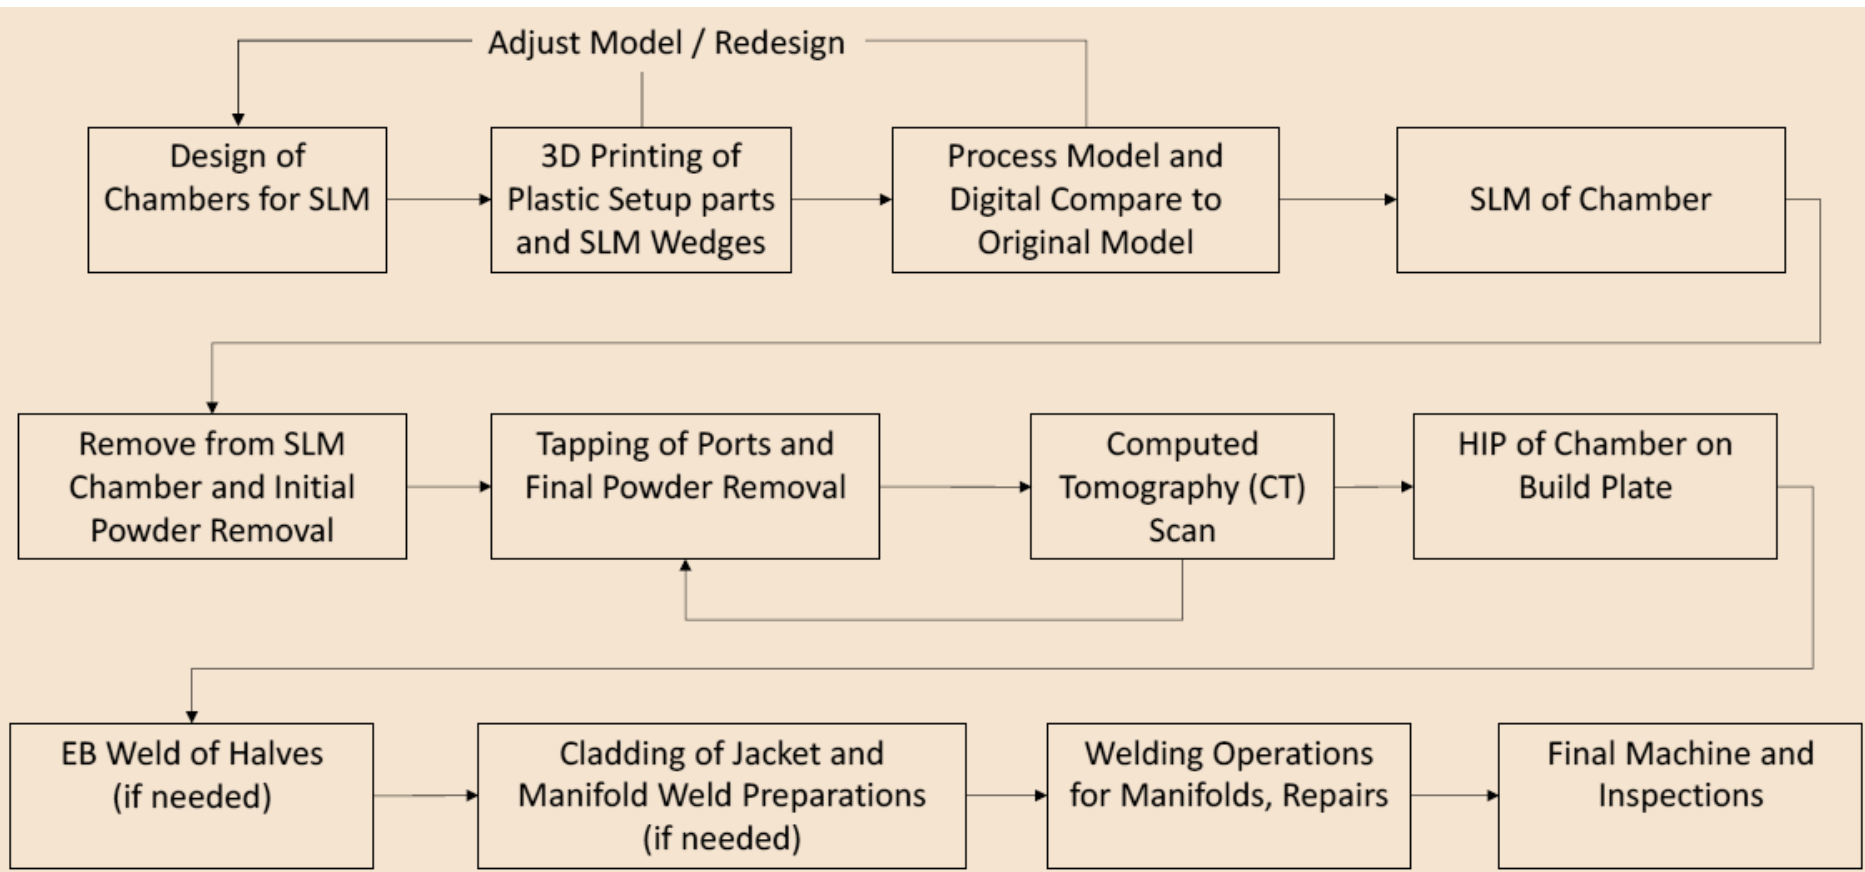 Adjust Model / Redesign
Design of
Chambers for SLM
3D Printing of
Plastic Setup parts
and SLM Wedges
Process Model and
Digital Compare to
Original Model
SLM of Chamber
Remove from SLM
Chamber and Initial
Powder Removal
Tapping of Ports and
Final Powder Removal
Computed
Tomography (CT)
Scan
HIP of Chamber on
Build Plate
EB Weld of Halves
(if needed)
Cladding of Jacket and
Manifold Weld Preparations
(if needed)
Welding Operations
for Manifolds, Repairs
Final Machine and
Inspections